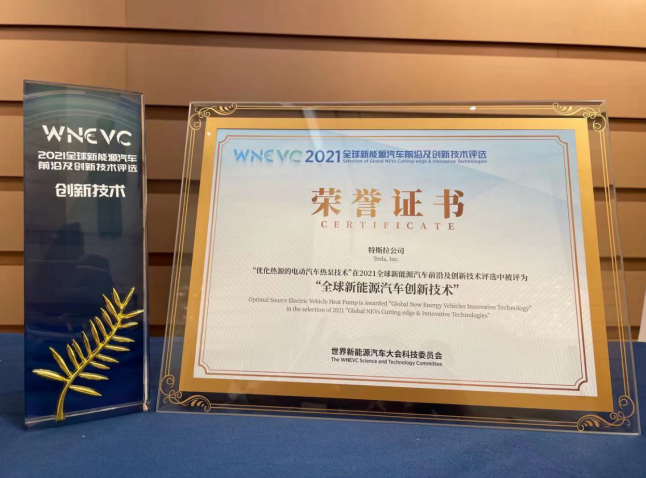 WNEVC
2021全球新能源汽车
前沿及创新技术评选
创新技术
WNEVC 2021全球新能源汽车前沿及创新技术评选
Selection of Global NEVs Cutting-edge & Innovative Technologies
荣誉证书
CERTIFICATE
特斯拉公司
Tesla, Inc.
“优化热源的电动汽车热泵技术”在2021全球新能源汽车前沿及创新技术评选中被评为
“全球新能源汽车创新技术”
Optimal Source Electric Vehicle Heat Pump is Awarded "Global New Energy Vehicles Innovative Technology"
in the selection of 2021 "Global NEVs Cutting-edge & Innovative Technologies"
世界新能源汽车大会科技委员会
The WNEVC Science and Technology Committee